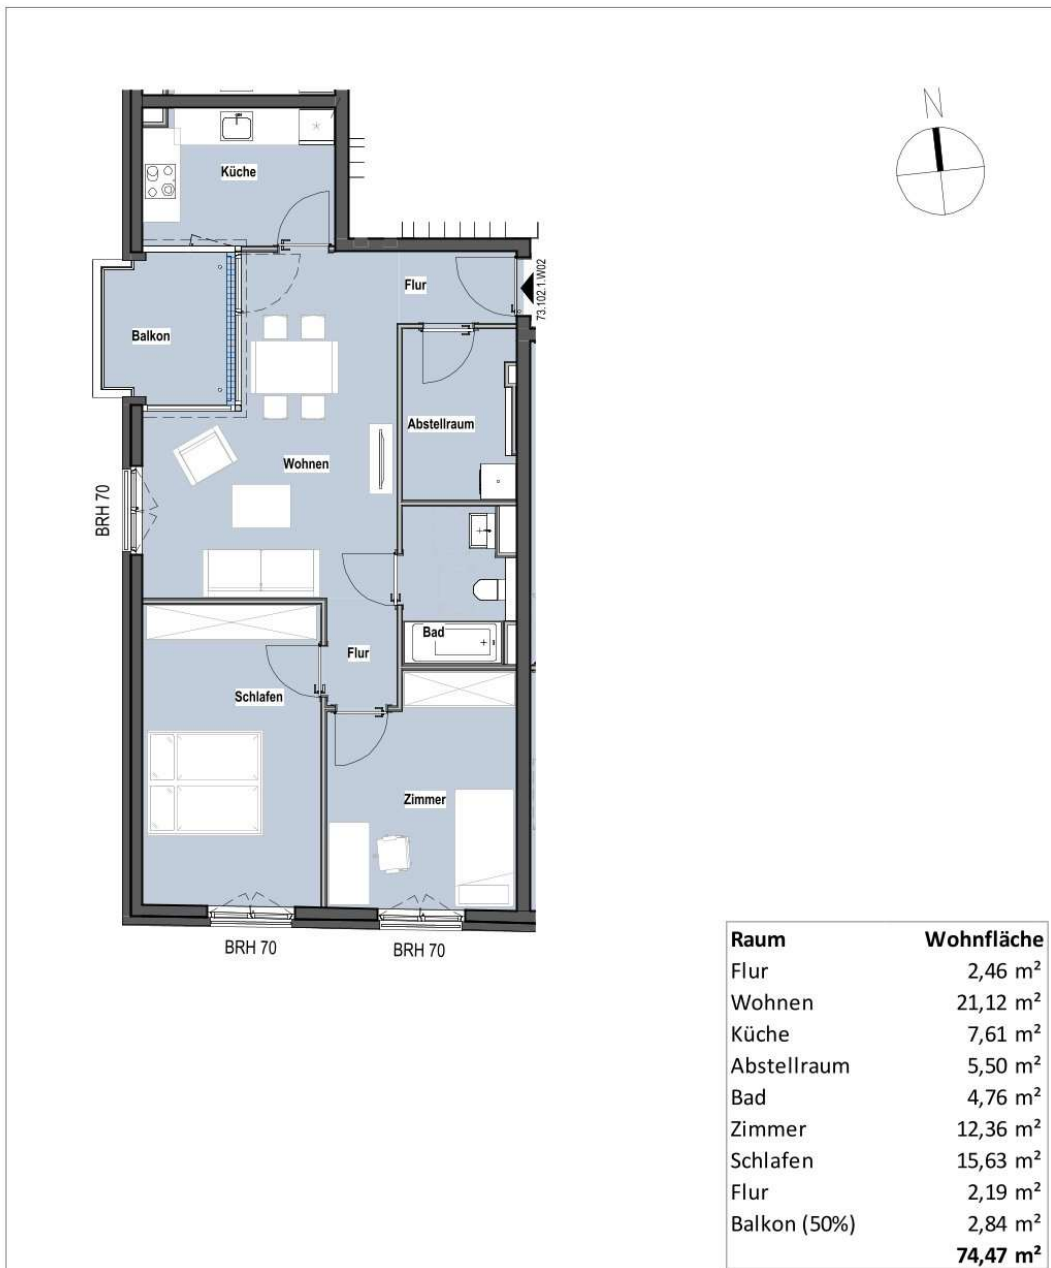 N
Küche
Flur
73.102.1.W02
Balkon
Abstellraum
Wohnen
BRH 70
Bad
Flur
Schlafen
Zimmer
BRH 70
BRH 70
Raum Wohnfläche
Flur 2,46 m²
Wohnen 21,12 m²
Küche 7,61 m²
Abstellraum 5,50 m²
Bad 4,76 m²
Zimmer 12,36 m²
Schlafen 15,63 m²
Flur 2,19 m²
Balkon (50%) 2,84 m²
74,47 m²